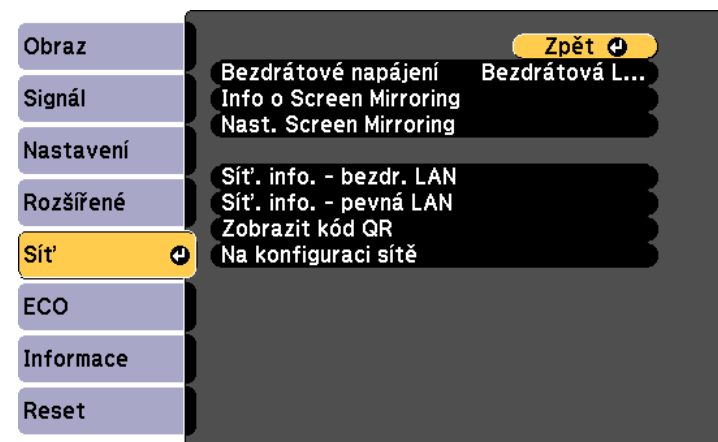 Obraz
Signál
Nastavení
Rozšířené
Síť
ECO
Informace
Reset
Zpět
Bezdrátové napájení Bezdrátová L...
Info o Screen Mirroring
Nast. Screen Mirroring
Síť. info. - bezdr. LAN
Síť. info. - pevná LAN
Zobrazit kód QR
Na konfiguraci sítě